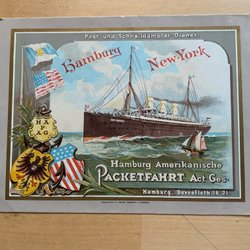 Post- und Schnelldampfer-Dienst.
Hamburg New-York
H A
P
A G
Hamburg Amerikanische
PACKETFAHRT Act Ges.
Hamburg, Dovenfleth 18/21